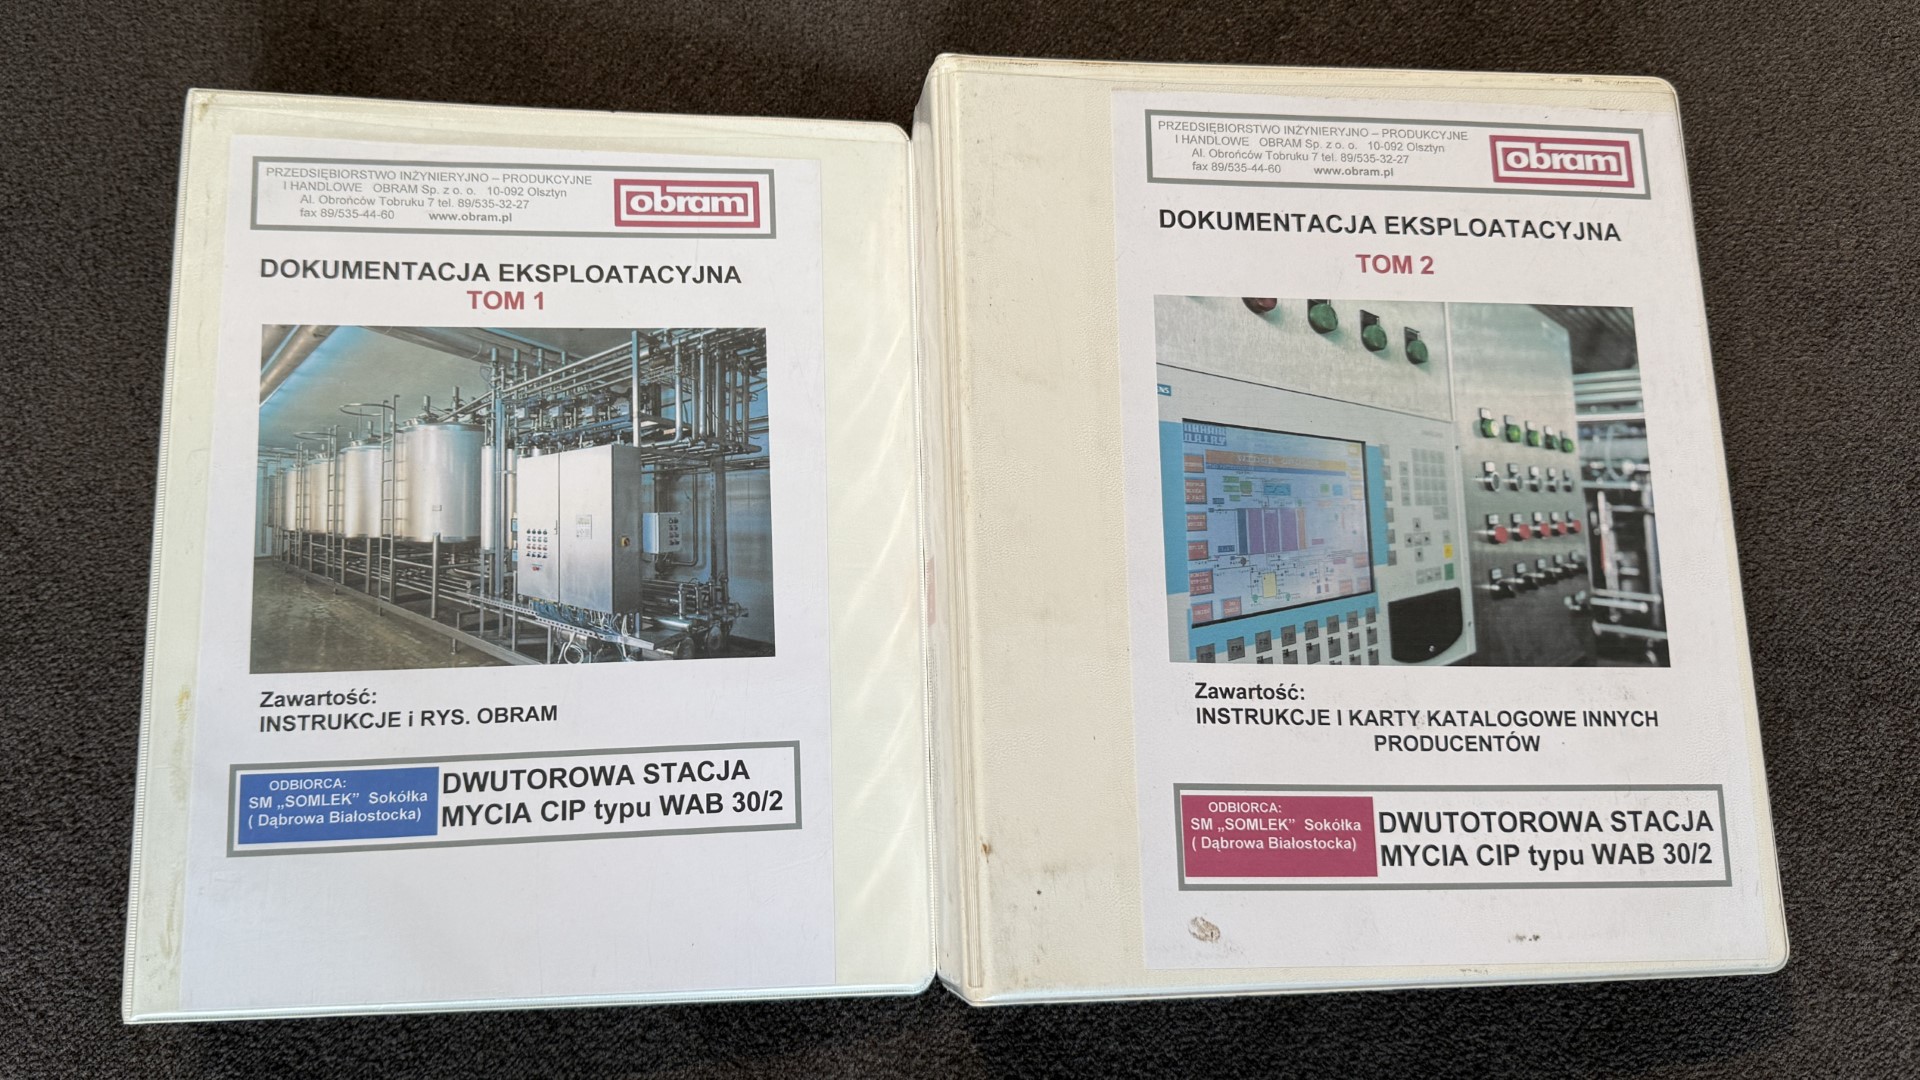 PRZEDSIĘBIORSTWO INŻYNIERYJNO – PRODUKCYJNE
I HANDLOWE OBRAM Sp. z o. o. 10-092 Olsztyn
Al. Obrońców Tobruku 7 tel. 89/535-32-27
fax 89/535-44-60 www.obram.pl
obram
DOKUMENTACJA EKSPLOATACYJNA
TOM 1
Zawartość:
INSTRUKCJE i RYS. OBRAM
ODBIORCA:
SM „SOMLEK” Sokółka
( Dąbrowa Białostocka)
DWUTOROWA STACJA
MYCIA CIP typu WAB 30/2
PRZEDSIĘBIORSTWO INŻYNIERYJNO – PRODUKCYJNE
I HANDLOWE OBRAM Sp. z o. o. 10-092 Olsztyn
Al. Obrońców Tobruku 7 tel. 89/535-32-27
fax 89/535-44-60 www.obram.pl
obram
DOKUMENTACJA EKSPLOATACYJNA
TOM 2
Zawartość:
INSTRUKCJE I KARTY KATALOGOWE INNYCH
PRODUCENTÓW
ODBIORCA:
SM „SOMLEK” Sokółka
( Dąbrowa Białostocka)
DWUTOTOROWA STACJA
MYCIA CIP typu WAB 30/2